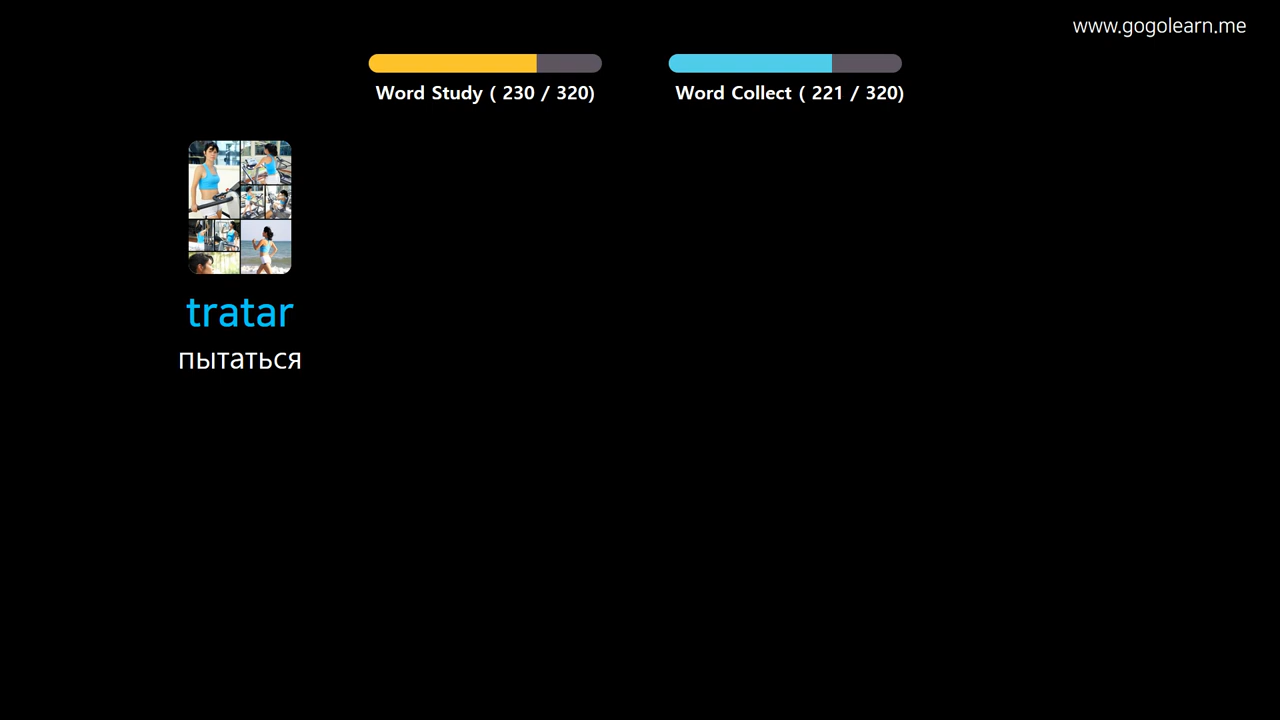 www.gogolearn.me
Word Study ( 230 / 320)
Word Collect ( 221 / 320)
tratar
пытаться